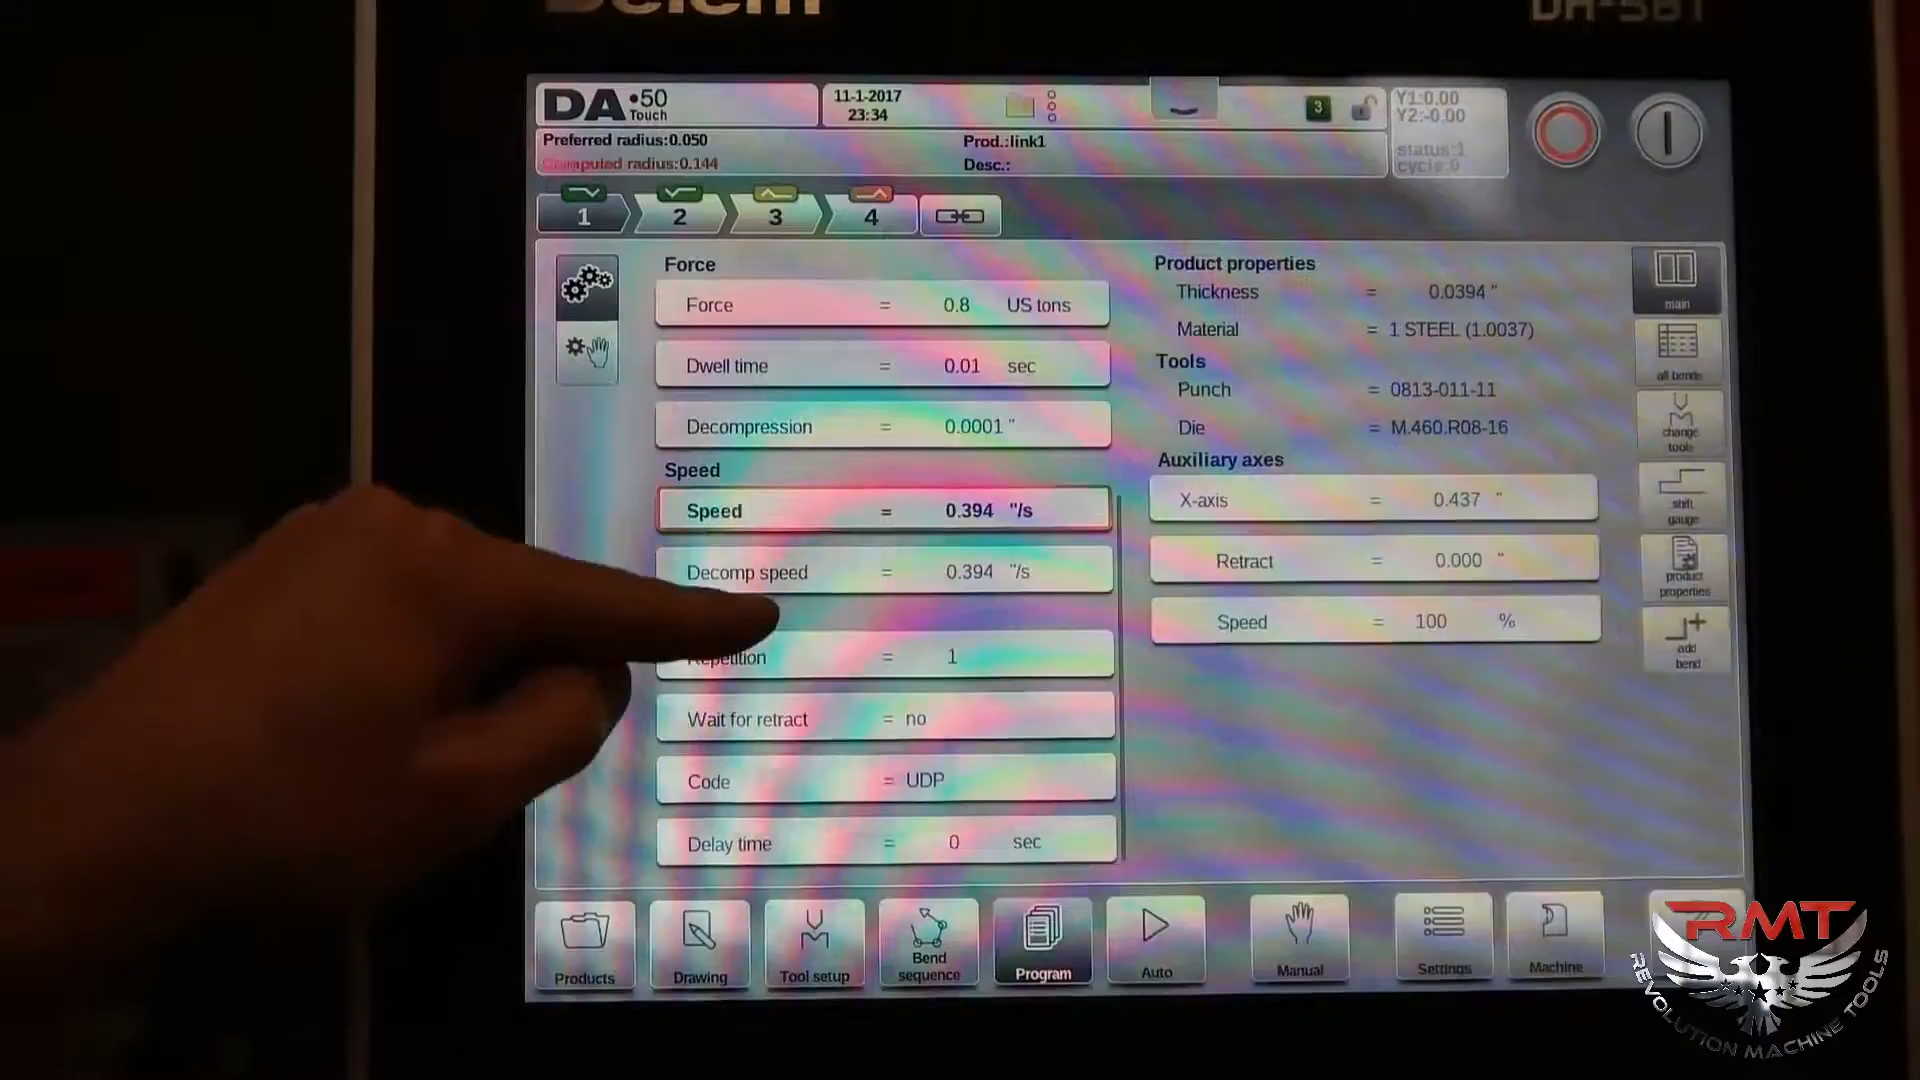 Delem
DA-58T
DA•50
Touch
11-1-2017
23:34
3
Y1:0.00
Y2:-0.00
status:1
cycle:0
Preferred radius:0.050
Computed radius:0.144
Prod.:link1
Desc.:
1
2
3
4
Force
Force = 0.8 US tons
Dwell time = 0.01 sec
Decompression = 0.0001 "
Speed
Speed = 0.394 "/s
Decomp speed = 0.394 "/s
Repetition = 1
Wait for retract = no
Code = UDP
Delay time = 0 sec
Product properties
Thickness = 0.0394 "
Material = 1 STEEL (1.0037)
Tools
Punch = 0813-011-11
Die = M.460.R08-16
Auxiliary axes
X-axis = 0.437 "
Retract = 0.000 "
Speed = 100 %
main
all bends
change
tools
shift
gauge
product
properties
add
bend
Products
Drawing
Tool setup
Bend
sequence
Program
Auto
Manual
Settings
Machine
RMT
REVOLUTION MACHINE TOOLS